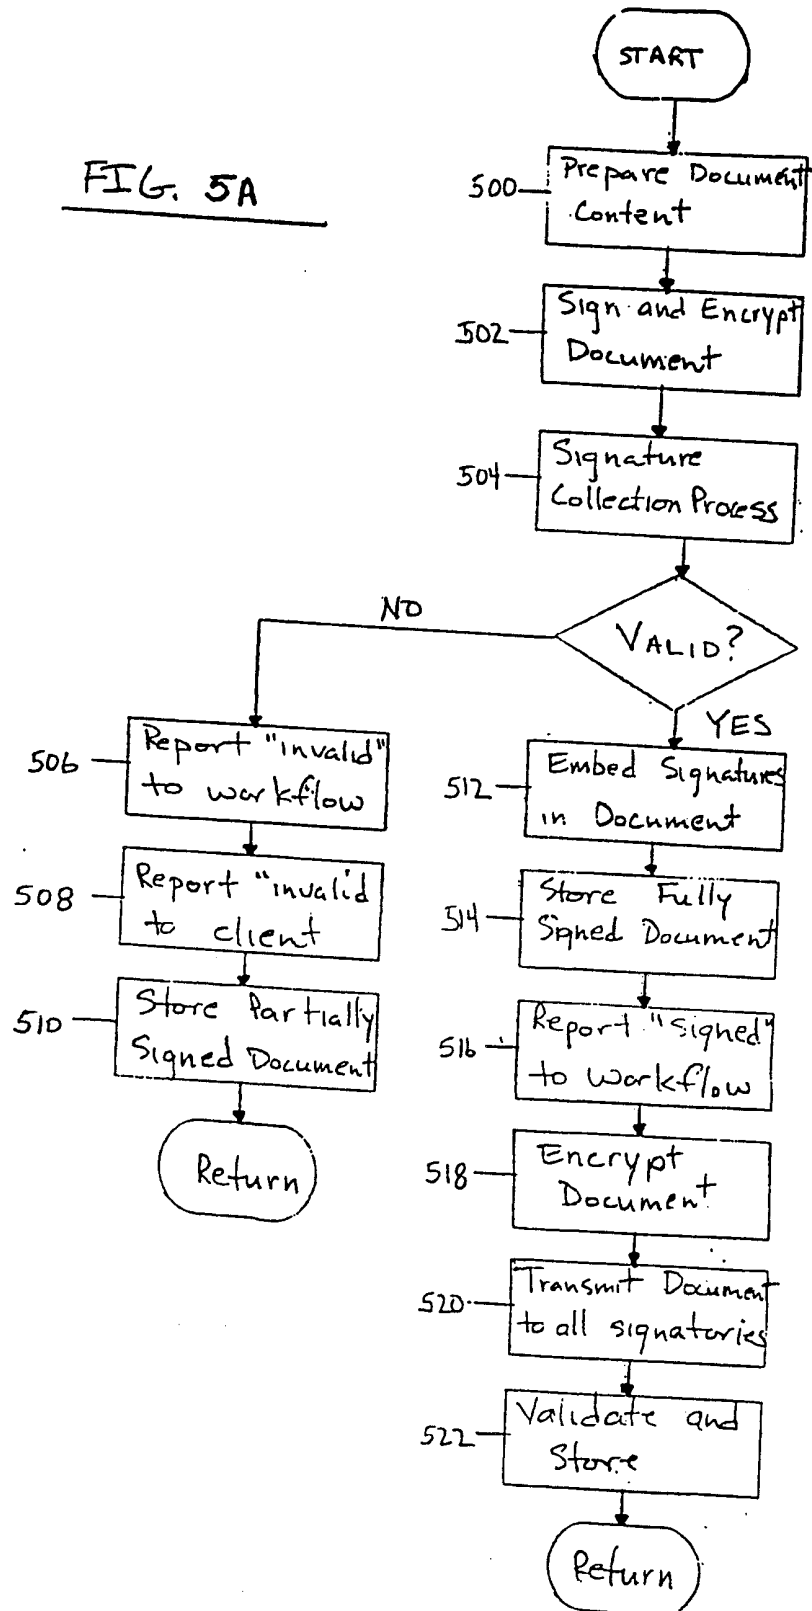 START
FIG. 5A
500
Prepare Document
Content
502
Sign and Encrypt
Document
504
Signature
Collection Process
VALID?
NO
YES
506
Report "invalid"
to workflow
508
Report "invalid
to client
510
Store Partially
Signed Document
Return
512
Embed Signatures
in Document
514
Store Fully
Signed Document
516
Report "signed"
to workflow
518
Encrypt
Document
520
Transmit Document
to all signatories
522
Validate and
Store
Return